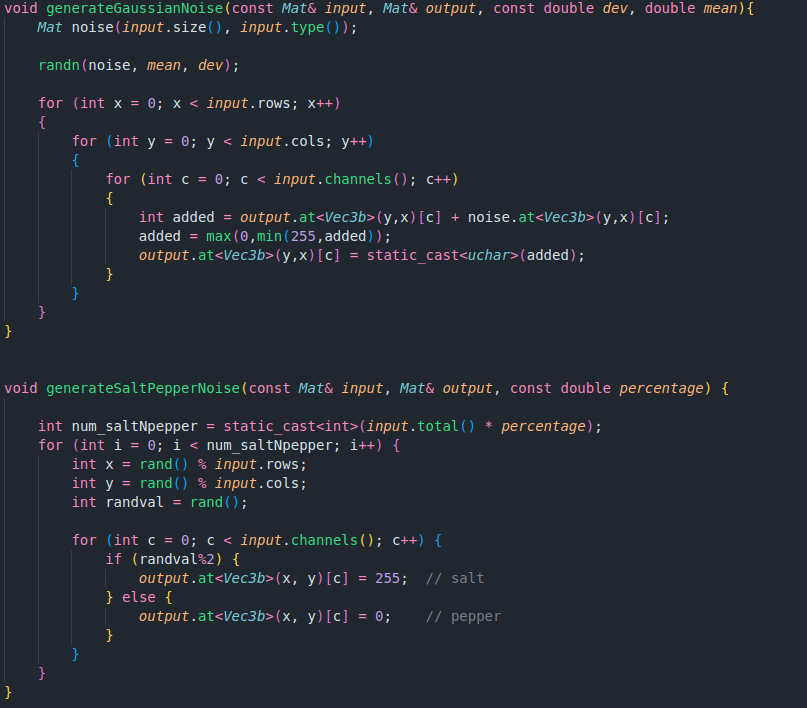 void generateGaussianNoise(const Mat& input, Mat& output, const double dev, double mean){
    Mat noise(input.size(), input.type());

    randn(noise, mean, dev);

    for (int x = 0; x < input.rows; x++)
    {
        for (int y = 0; y < input.cols; y++)
        {
            for (int c = 0; c < input.channels(); c++)
            {
                int added = output.at<Vec3b>(y,x)[c] + noise.at<Vec3b>(y,x)[c];
                added = max(0,min(255,added));
                output.at<Vec3b>(y,x)[c] = static_cast<uchar>(added);
            }
        }
    }
}


void generateSaltPepperNoise(const Mat& input, Mat& output, const double percentage) {

    int num_saltNpepper = static_cast<int>(input.total() * percentage);
    for (int i = 0; i < num_saltNpepper; i++) {
        int x = rand() % input.rows;
        int y = rand() % input.cols;
        int randval = rand();

        for (int c = 0; c < input.channels(); c++) {
            if (randval%2) {
                output.at<Vec3b>(x, y)[c] = 255;  // salt
            } else {
                output.at<Vec3b>(x, y)[c] = 0;    // pepper
            }
        }
    }
}